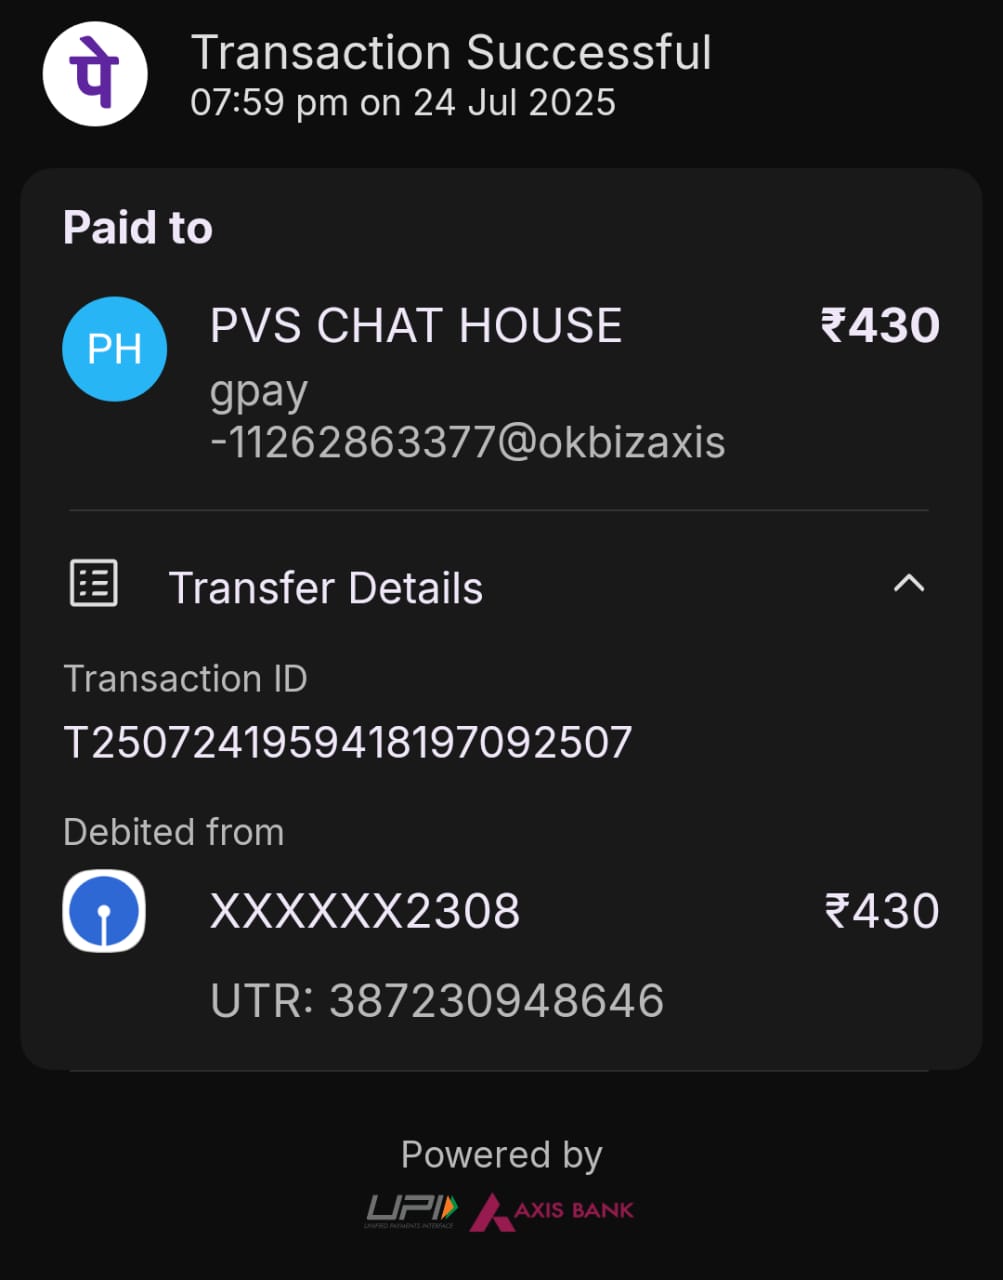 पे
Transaction Successful
07:59 pm on 24 Jul 2025
Paid to
PH
PVS CHAT HOUSE
₹430
gpay
-11262863377@okbizaxis
Transfer Details
Transaction ID
T2507241959418197092507
Debited from
XXXXXX2308
₹430
UTR: 387230948646
Powered by
UPI
UNIFIED PAYMENTS INTERFACE
AXIS BANK